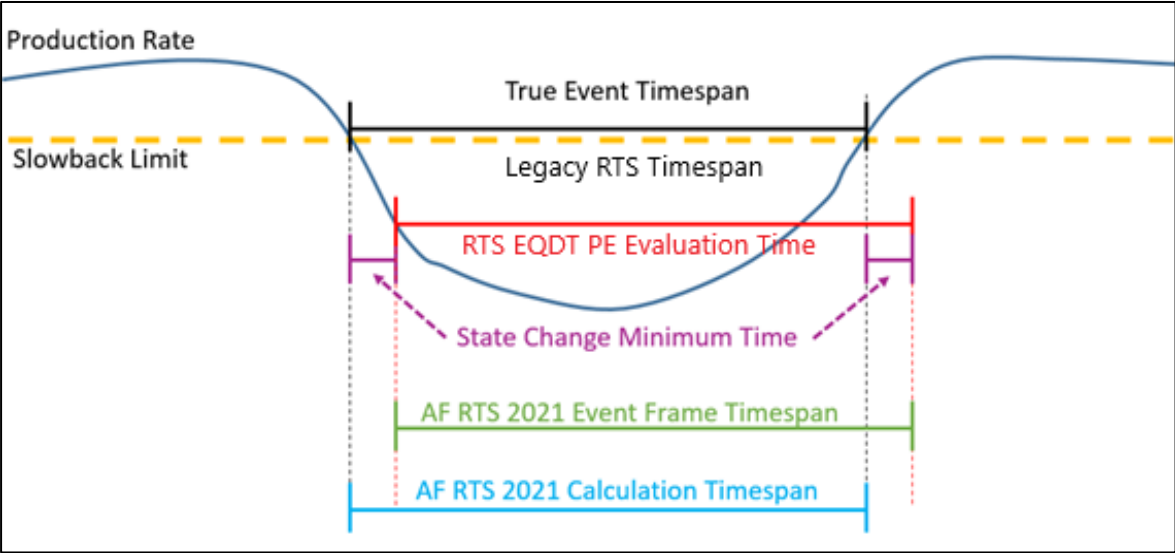 Production Rate
True Event Timespan
Slowback Limit
Legacy RTS Timespan
RTS EQDT PE Evaluation Time
State Change Minimum Time
AF RTS 2021 Event Frame Timespan
AF RTS 2021 Calculation Timespan